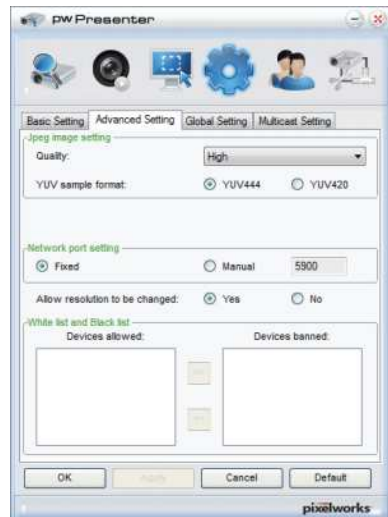 pwPresenter
Basic Setting Advanced Setting Global Setting Multicast Setting
Jpeg image setting
Quality: High
YUV sample format: YUV444 YUV420
Network port setting
Fixed Manual 5900
Allow resolution to be changed: Yes No
White list and Black list
Devices allowed: Devices banned:
OK Apply Cancel Default
pixelworks